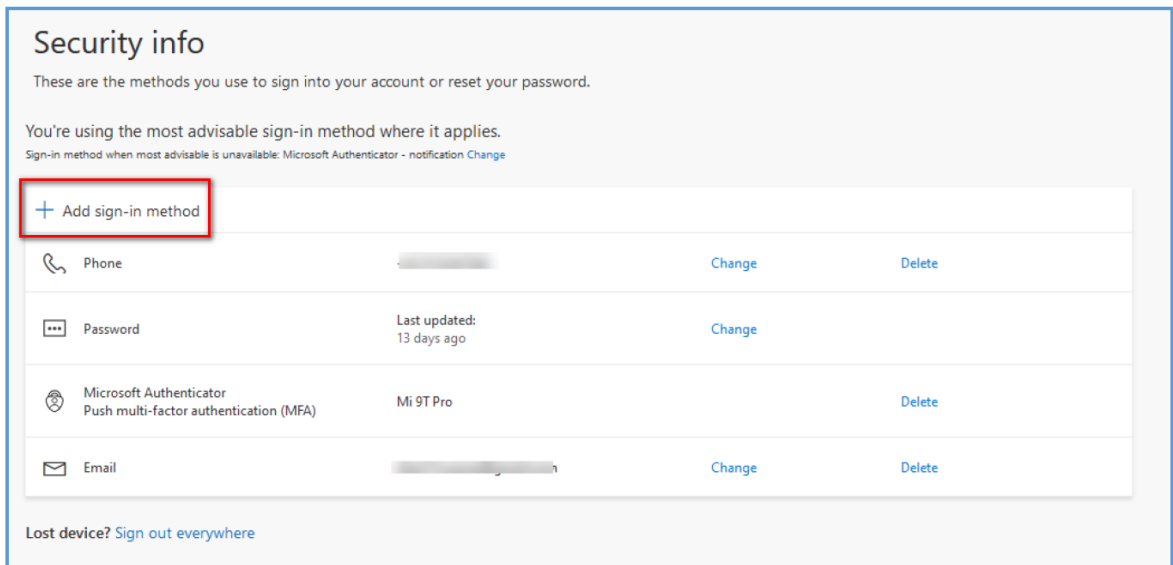 Security info
These are the methods you use to sign into your account or reset your password.
You're using the most advisable sign-in method where it applies.
Sign-in method when most advisable is unavailable: Microsoft Authenticator - notification Change
Add sign-in method
Phone Change Delete
Password Last updated: Change
13 days ago
Microsoft Authenticator
Push multi-factor authentication (MFA) Mi 9T Pro Delete
Email Change Delete
Lost device? Sign out everywhere